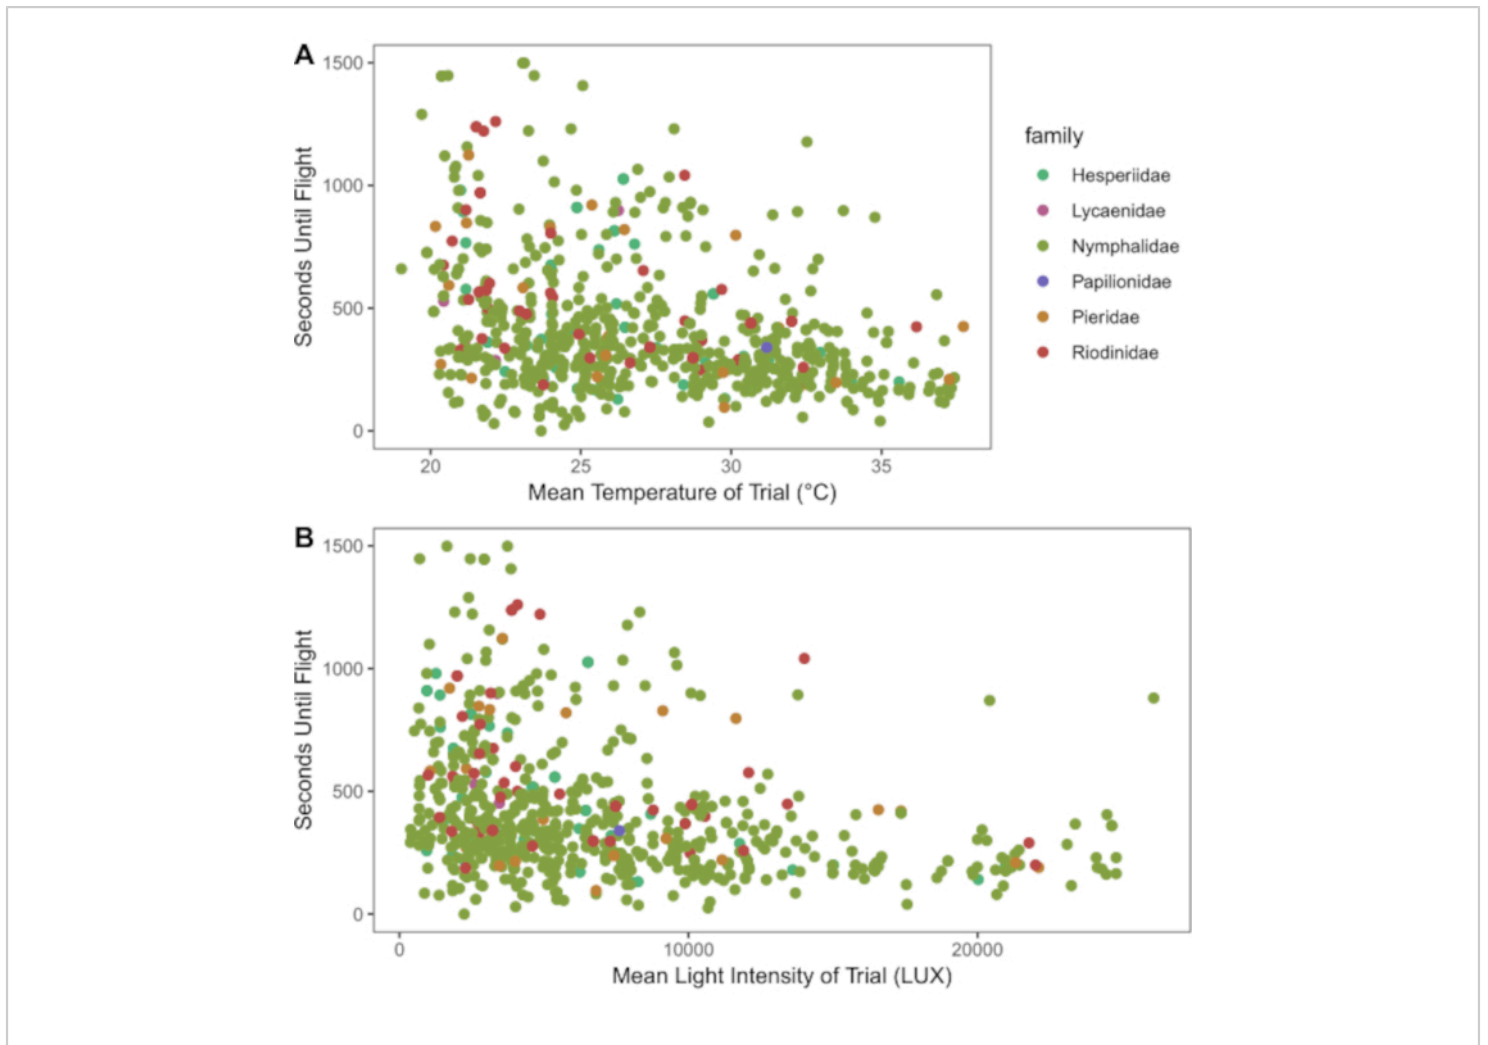 A
1500
1000
500
0
Seconds Until Flight
20 25 30 35
Mean Temperature of Trial (°C)
family
Hesperiidae
Lycaenidae
Nymphalidae
Papilionidae
Pieridae
Riodinidae
B
1500
1000
500
0
Seconds Until Flight
0 10000 20000
Mean Light Intensity of Trial (LUX)